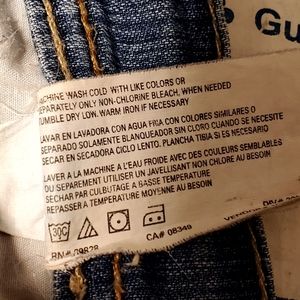 Gu
MACHINE WASH COLD WITH LIKE COLORS OR
SEPARATELY ONLY NON-CHLORINE BLEACH, WHEN NEEDED
TUMBLE DRY LOW. WARM IRON IF NECESSARY
LAVAR EN LAVADORA CON AGUA FRIA CON COLORES SIMILARES O
SEPARADO SOLAMENTE BLANQUEADOR SIN CLORO CUANDO SE NECESITE
SECAR EN SECADORA CICLO LENTO. PLANCHA TIBIA SI ES NECESARIO
LAVER A LA MACHINE A L'EAU FROIDE AVEC DES COULEURS SEMBLABLES
OU SEPAREMENT UTILISER UN JAVELLISANT NON CHLORE AU BESOIN
SECHAR PAR CULBUTAGE A BASSE TEMPERATURE
REPASSER A TEMPERATURE MOYENNE AU BESOIN
30C
RN# 09828
CA# 08349